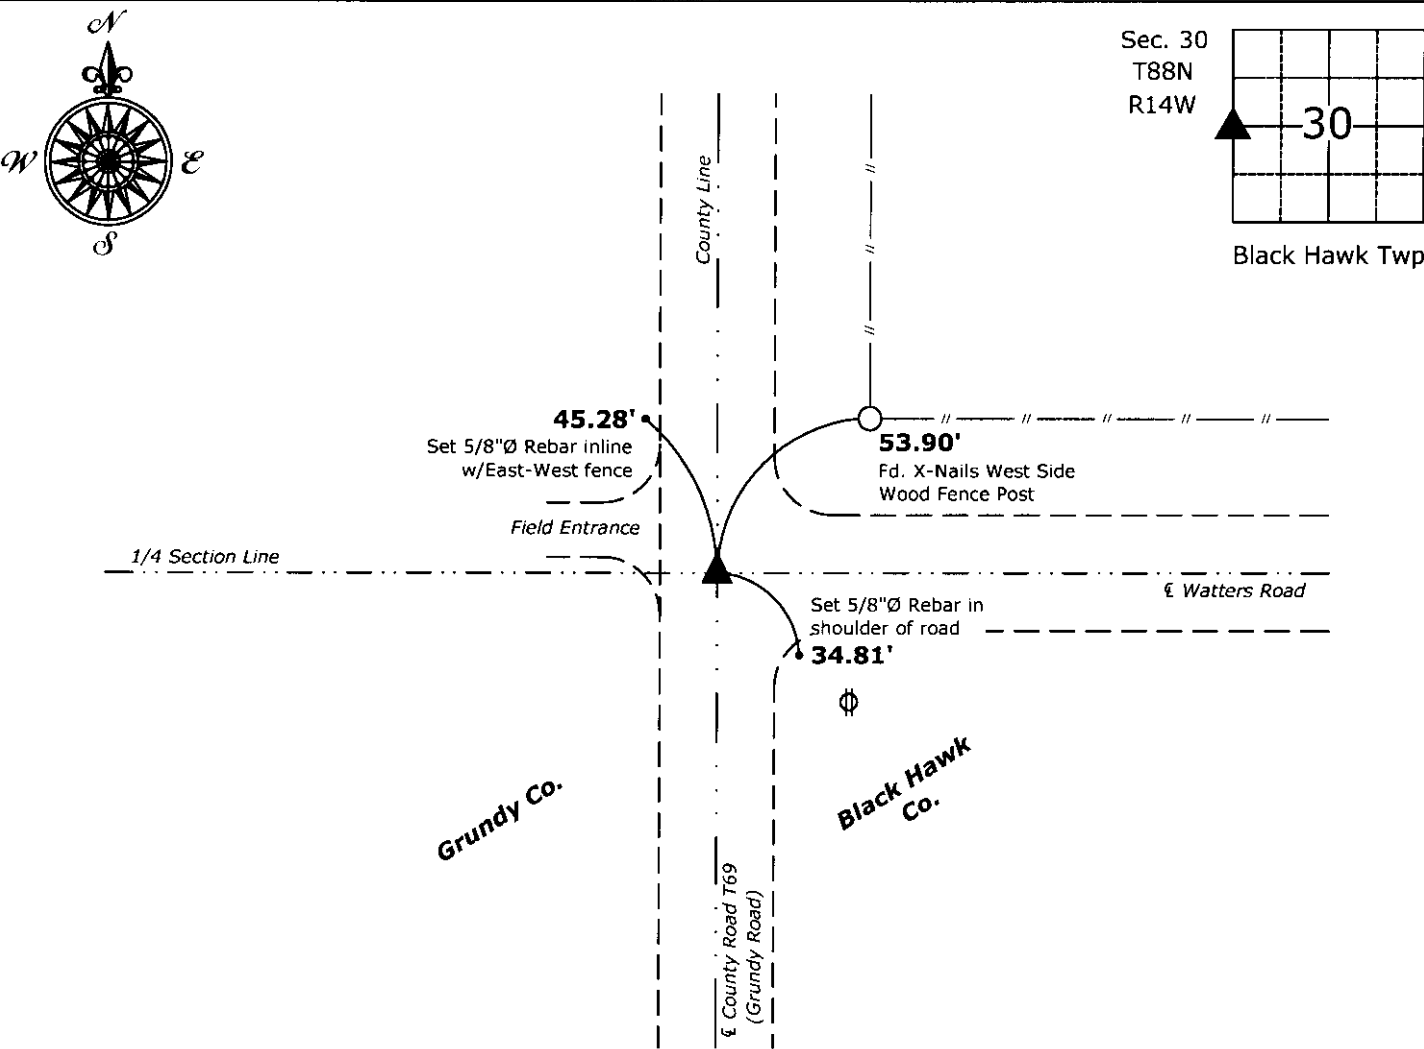 N
W
E
S
Sec. 30
T88N
R14W
30
Black Hawk Twp
County Line
45.28'
Set 5/8"Ø Rebar inline
w/East-West fence
53.90'
Fd. X-Nails West Side
Wood Fence Post
Field Entrance
1/4 Section Line
℄ Watters Road
Set 5/8"Ø Rebar in
shoulder of road
34.81'
Grundy Co.
Black Hawk
Co.
℄ County Road T69
(Grundy Road)